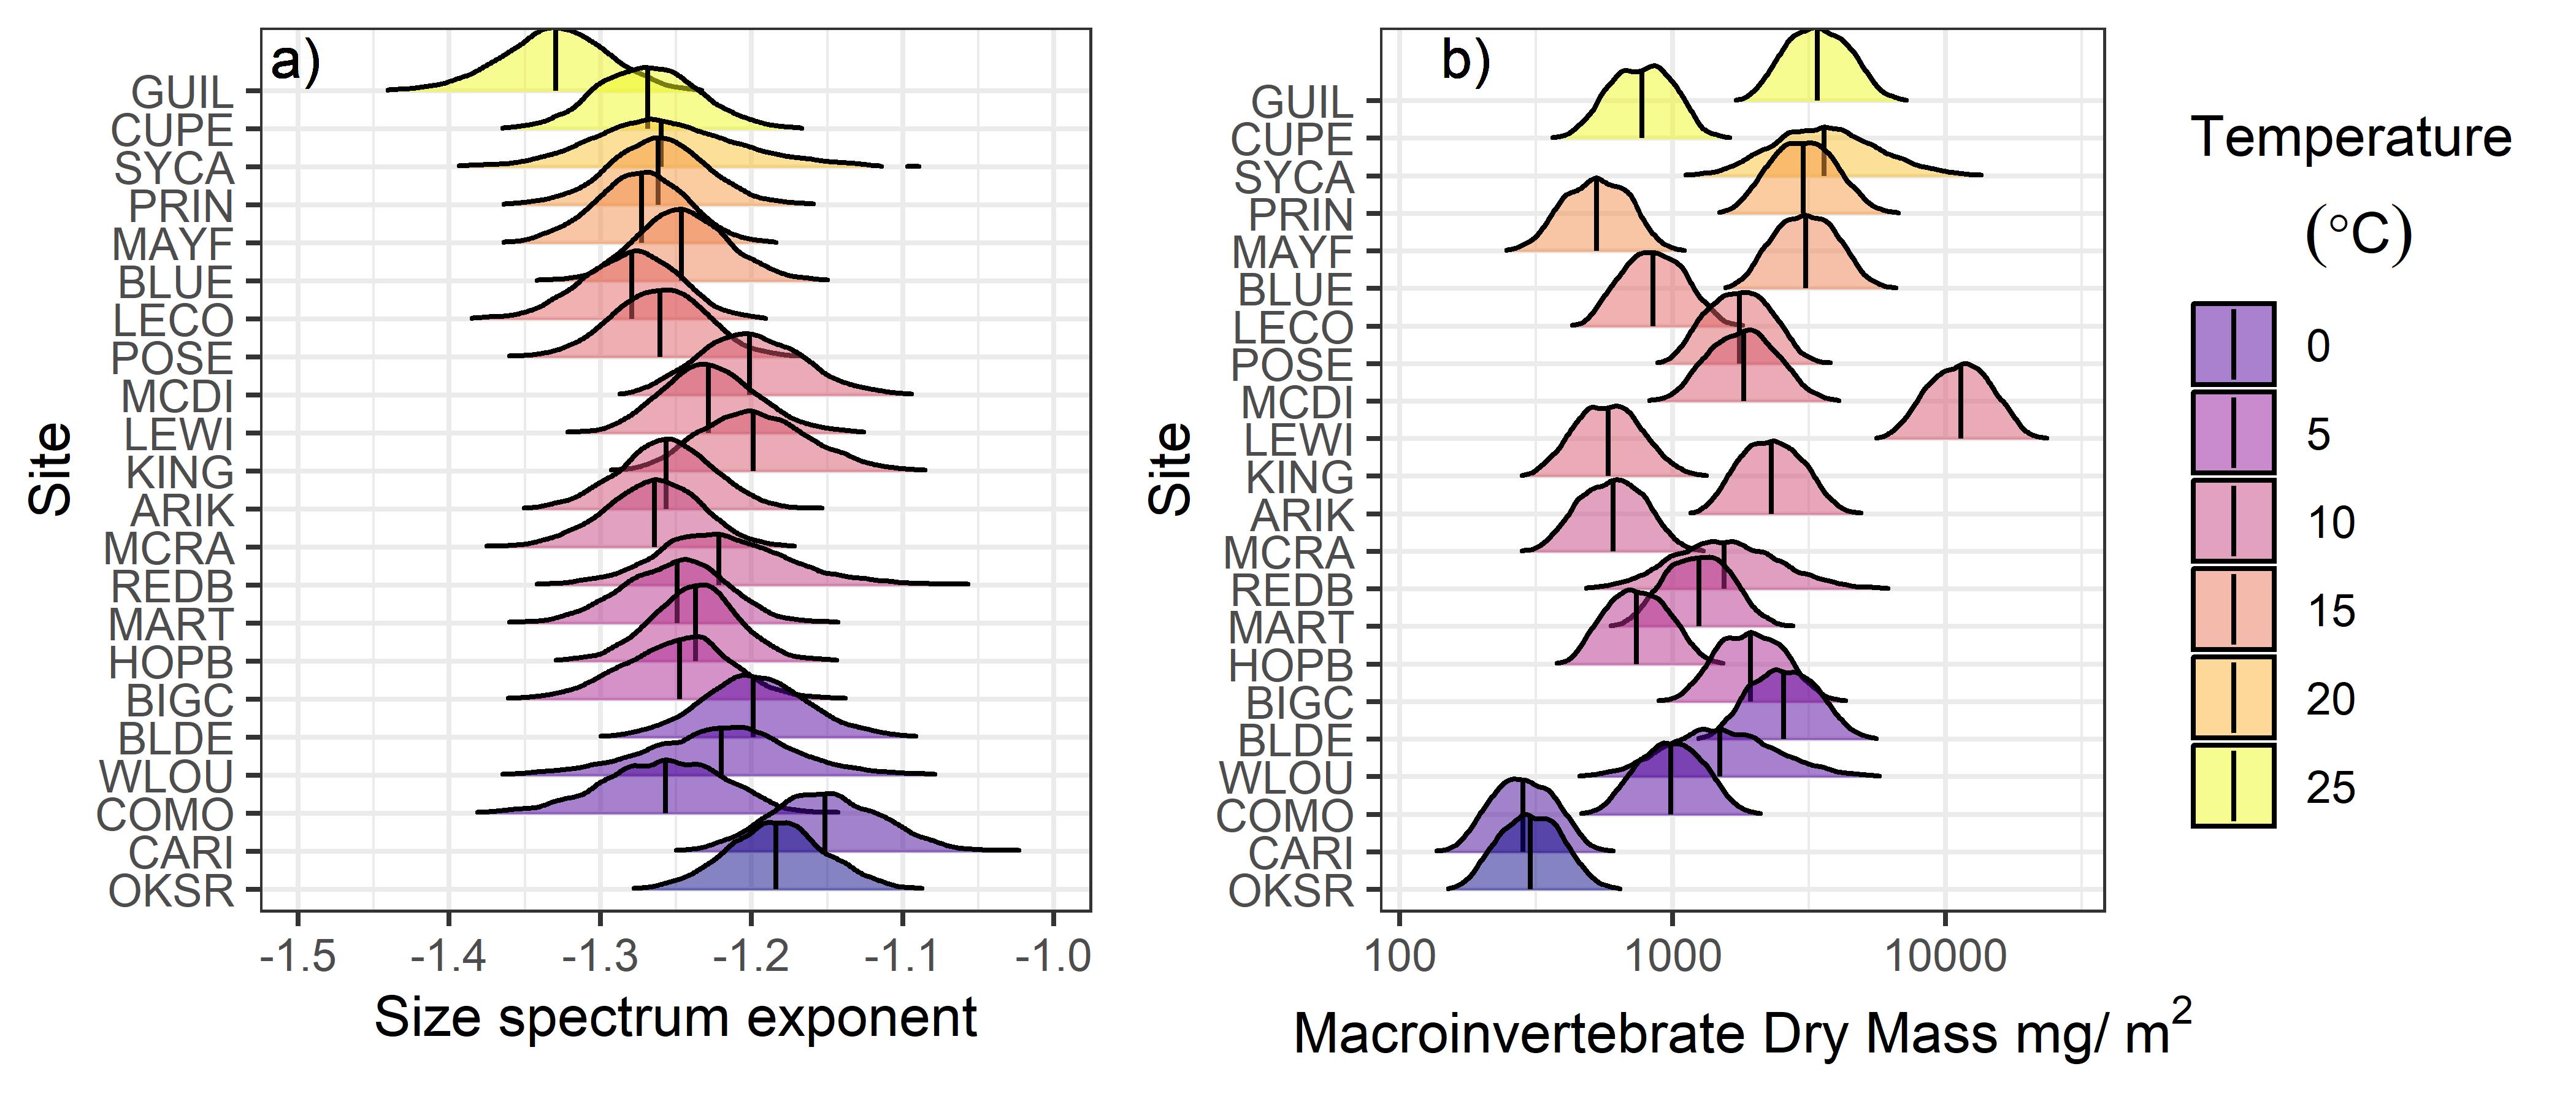 a)
GUIL
CUPE
SYCA
PRIN
MAYF
BLUE
LECO
POSE
MCDI
LEWI
KING
ARIK
MCRA
REDB
MART
HOPB
BIGC
BLDE
WLOU
COMO
CARI
OKSR
Site
-1.5 -1.4 -1.3 -1.2 -1.1 -1.0
Size spectrum exponent
b)
GUIL
CUPE
SYCA
PRIN
MAYF
BLUE
LECO
POSE
MCDI
LEWI
KING
ARIK
MCRA
REDB
MART
HOPB
BIGC
BLDE
WLOU
COMO
CARI
OKSR
Site
100 1000 10000
Macroinvertebrate Dry Mass mg/ m²
Temperature
(°C)
0
5
10
15
20
25